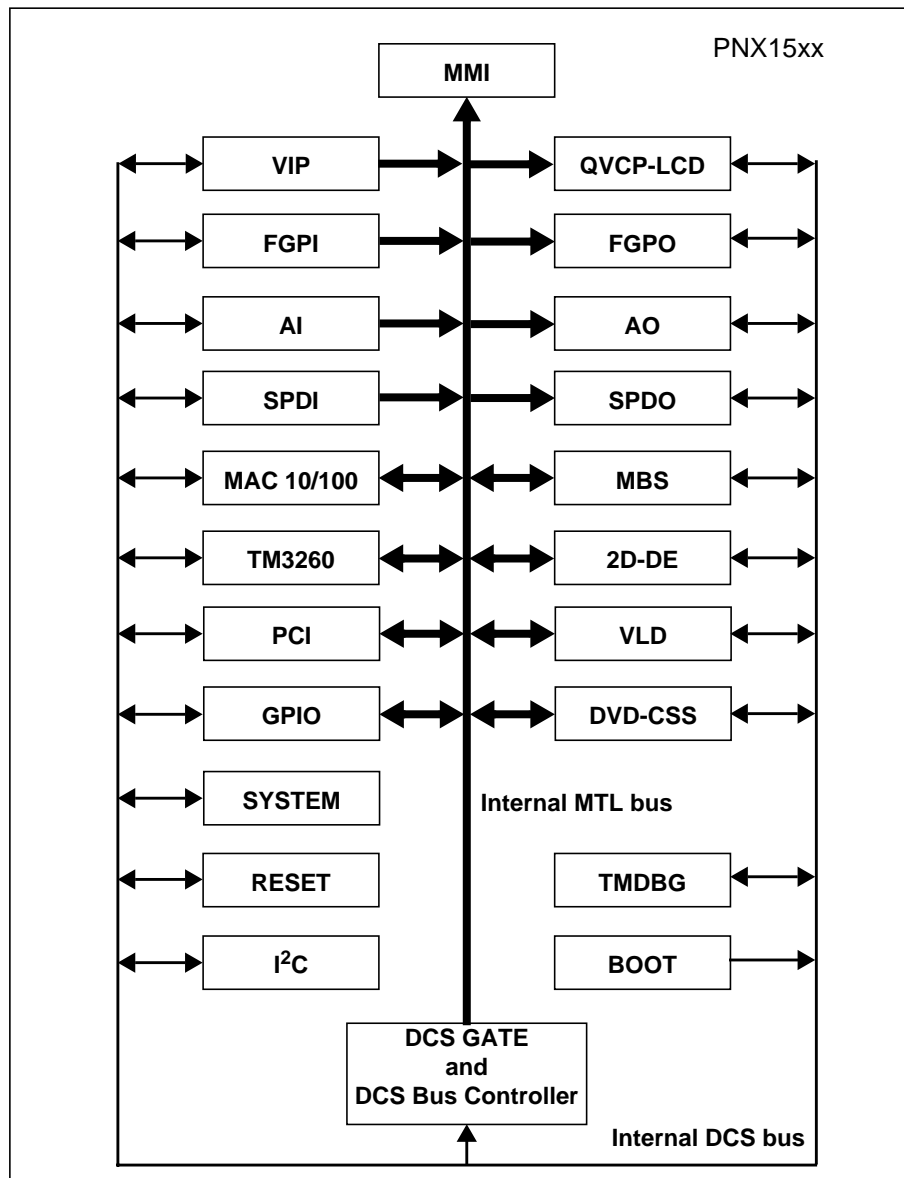 PNX15xx
MMI
VIP
QVCP-LCD
FGPI
FGPO
AI
AO
SPDI
SPDO
MAC 10/100
MBS
TM3260
2D-DE
PCI
VLD
GPIO
DVD-CSS
SYSTEM
Internal MTL bus
RESET
TMDBG
I²C
BOOT
DCS GATE
and
DCS Bus Controller
Internal DCS bus